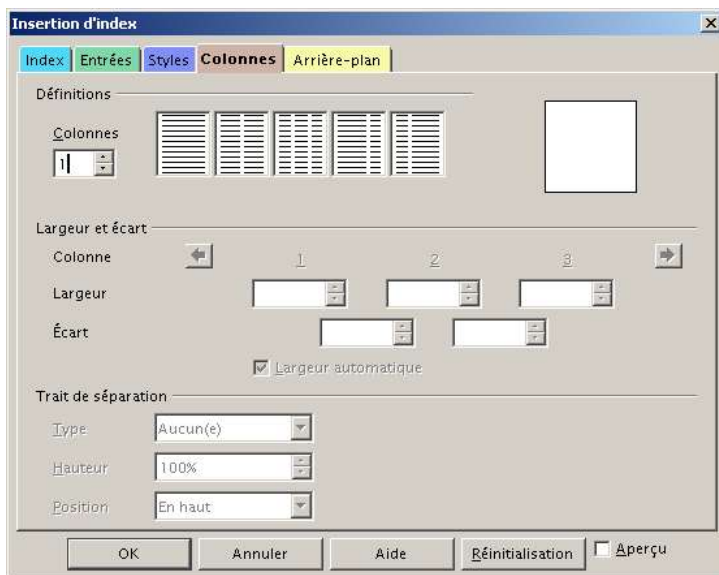 Insertion d'index
Index Entrées Styles Colonnes Arrière-plan
Définitions
Colonnes
1
Largeur et écart
Colonne 1 2 3
Largeur
Écart
Largeur automatique
Trait de séparation
Type Aucun(e)
Hauteur 100%
Position En haut
OK Annuler Aide Réinitialisation Aperçu